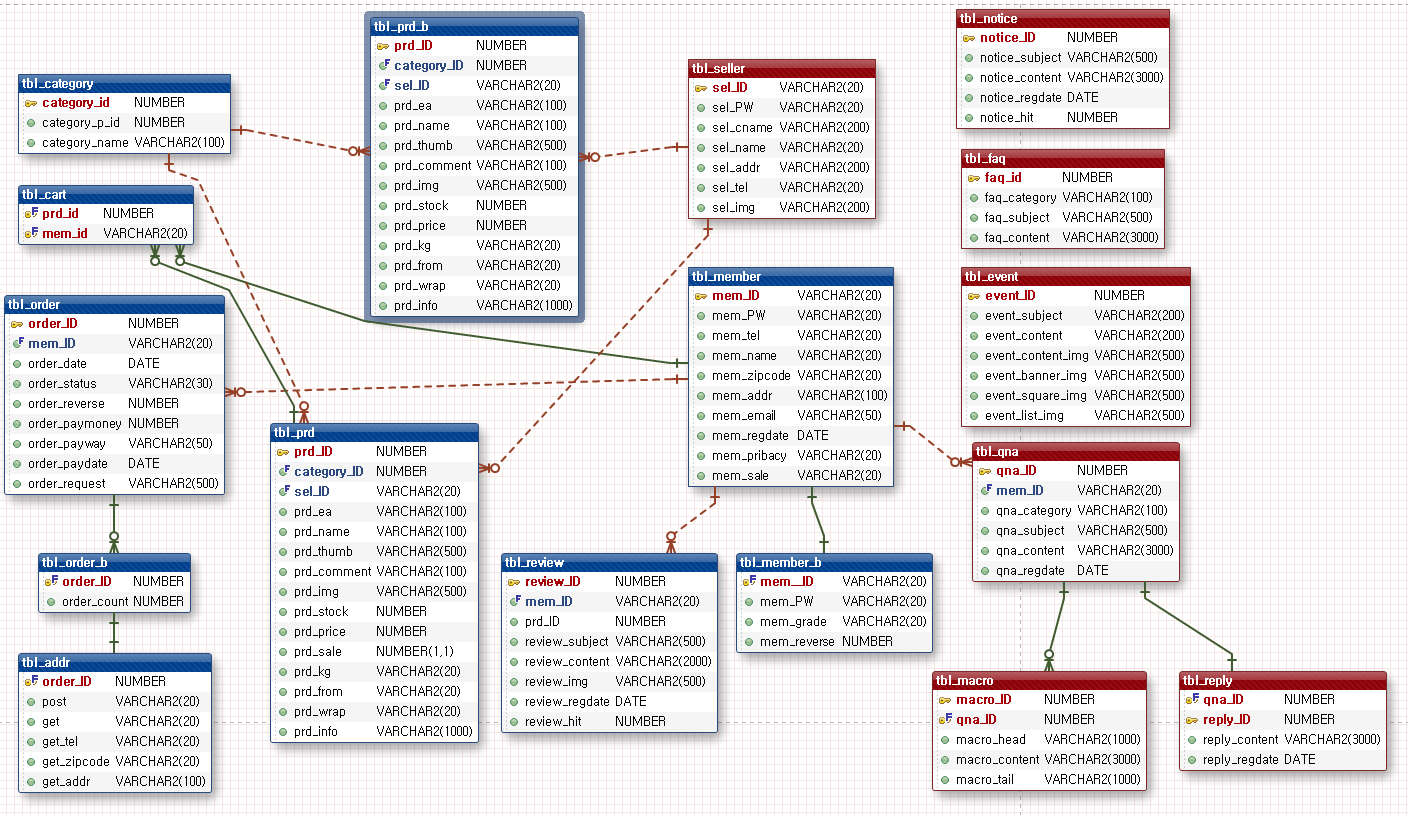 tbl_prd_b
prd_ID NUMBER
category_ID NUMBER
sel_ID VARCHAR2(20)
prd_ea VARCHAR2(100)
prd_name VARCHAR2(100)
prd_thumb VARCHAR2(500)
prd_comment VARCHAR2(100)
prd_img VARCHAR2(500)
prd_stock NUMBER
prd_price NUMBER
prd_kg VARCHAR2(20)
prd_from VARCHAR2(20)
prd_wrap VARCHAR2(20)
prd_info VARCHAR2(1000)
tbl_notice
notice_ID NUMBER
notice_subject VARCHAR2(500)
notice_content VARCHAR2(3000)
notice_regdate DATE
notice_hit NUMBER
tbl_category
category_id NUMBER
category_p_id NUMBER
category_name VARCHAR2(100)
tbl_seller
sel_ID VARCHAR2(20)
sel_PW VARCHAR2(20)
sel_cname VARCHAR2(200)
sel_name VARCHAR2(20)
sel_addr VARCHAR2(200)
sel_tel VARCHAR2(20)
sel_img VARCHAR2(200)
tbl_faq
faq_id NUMBER
faq_category VARCHAR2(100)
faq_subject VARCHAR2(500)
faq_content VARCHAR2(3000)
tbl_cart
prd_id NUMBER
mem_id VARCHAR2(20)
tbl_member
mem_ID VARCHAR2(20)
mem_PW VARCHAR2(20)
mem_tel VARCHAR2(20)
mem_name VARCHAR2(20)
mem_zipcode VARCHAR2(20)
mem_addr VARCHAR2(100)
mem_email VARCHAR2(50)
mem_regdate DATE
mem_pribacy VARCHAR2(20)
mem_sale VARCHAR2(20)
tbl_event
event_ID NUMBER
event_subject VARCHAR2(200)
event_content VARCHAR2(200)
event_content_img VARCHAR2(500)
event_banner_img VARCHAR2(500)
event_square_img VARCHAR2(500)
event_list_img VARCHAR2(500)
tbl_order
order_ID NUMBER
mem_ID VARCHAR2(20)
order_date DATE
order_status VARCHAR2(30)
order_reverse NUMBER
order_paymoney NUMBER
order_payway VARCHAR2(50)
order_paydate DATE
order_request VARCHAR2(500)
tbl_prd
prd_ID NUMBER
category_ID NUMBER
sel_ID VARCHAR2(20)
prd_ea VARCHAR2(100)
prd_name VARCHAR2(100)
prd_thumb VARCHAR2(500)
prd_comment VARCHAR2(100)
prd_img VARCHAR2(500)
prd_stock NUMBER
prd_price NUMBER
prd_sale NUMBER(1,1)
prd_kg VARCHAR2(20)
prd_from VARCHAR2(20)
prd_wrap VARCHAR2(20)
prd_info VARCHAR2(1000)
tbl_qna
qna_ID NUMBER
mem_ID VARCHAR2(20)
qna_category VARCHAR2(100)
qna_subject VARCHAR2(500)
qna_content VARCHAR2(3000)
qna_regdate DATE
tbl_order_b
order_ID NUMBER
order_count NUMBER
tbl_review
review_ID NUMBER
mem_ID VARCHAR2(20)
prd_ID NUMBER
review_subject VARCHAR2(500)
review_content VARCHAR2(2000)
review_img VARCHAR2(500)
review_regdate DATE
review_hit NUMBER
tbl_member_b
mem__ID VARCHAR2(20)
mem_PW VARCHAR2(20)
mem_grade VARCHAR2(20)
mem_reverse NUMBER
tbl_addr
order_ID NUMBER
post VARCHAR2(20)
get VARCHAR2(20)
get_tel VARCHAR2(20)
get_zipcode VARCHAR2(20)
get_addr VARCHAR2(100)
tbl_macro
macro_ID NUMBER
qna_ID NUMBER
macro_head VARCHAR2(1000)
macro_content VARCHAR2(3000)
macro_tail VARCHAR2(1000)
tbl_reply
qna_ID NUMBER
reply_ID NUMBER
reply_content VARCHAR2(3000)
reply_regdate DATE